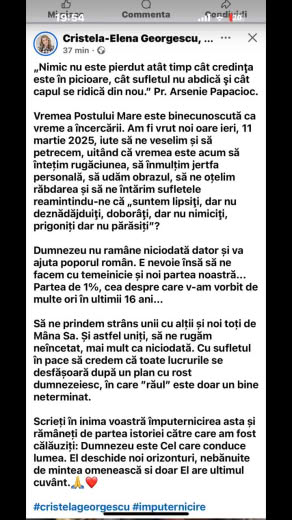 Îmi place
Comenta
Cristela-Elena Georgescu, ...
37 min
„Nimic nu este pierdut atât timp cât credința
este în picioare, cât sufletul nu abdică şi cât
capul se ridică din nou.” Pr. Arsenie Papacioc.
Vremea Postului Mare este binecunoscută ca
vreme a încercării. Am fi vrut noi oare ieri, 11
martie 2025, iute să ne veselim și să
petrecem, uitând că vremea este acum să
întețim rugăciunea, să înmulțim jertfa
personală, să udăm obrazul, să ne oțelim
răbdarea și să ne întărim sufletele
reamintindu-ne că „suntem lipsiţi, dar nu
deznădăjduiţi, doborâţi, dar nu nimiciţi,
prigoniți dar nu părăsiți”?
Dumnezeu nu ramâne niciodată dator și va
ajuta poporul român. E nevoie însă să ne
facem cu temeinicie și noi partea noastră...
Partea de 1%, cea despre care v-am vorbit de
multe ori în ultimii 16 ani...
Să ne prindem strâns unii cu alții și noi toți de
Mâna Sa. Și astfel uniți, să ne rugăm
neîncetat, mai mult ca niciodată. Cu sufletul
în pace să credem că toate lucrurile se
desfășoară după un plan cu rost
dumnezeiesc, în care ”răul” este doar un bine
neterminat.
Scrieți în inima voastră împuternicirea asta și
rămâneți de partea istoriei către care am fost
călăuziți: Dumnezeu este Cel care conduce
lumea. El deschide noi orizonturi, nebănuite
de mintea omenească si doar El are ultimul
cuvânt.🙏❤️
#cristelageorgescu #imputernicire